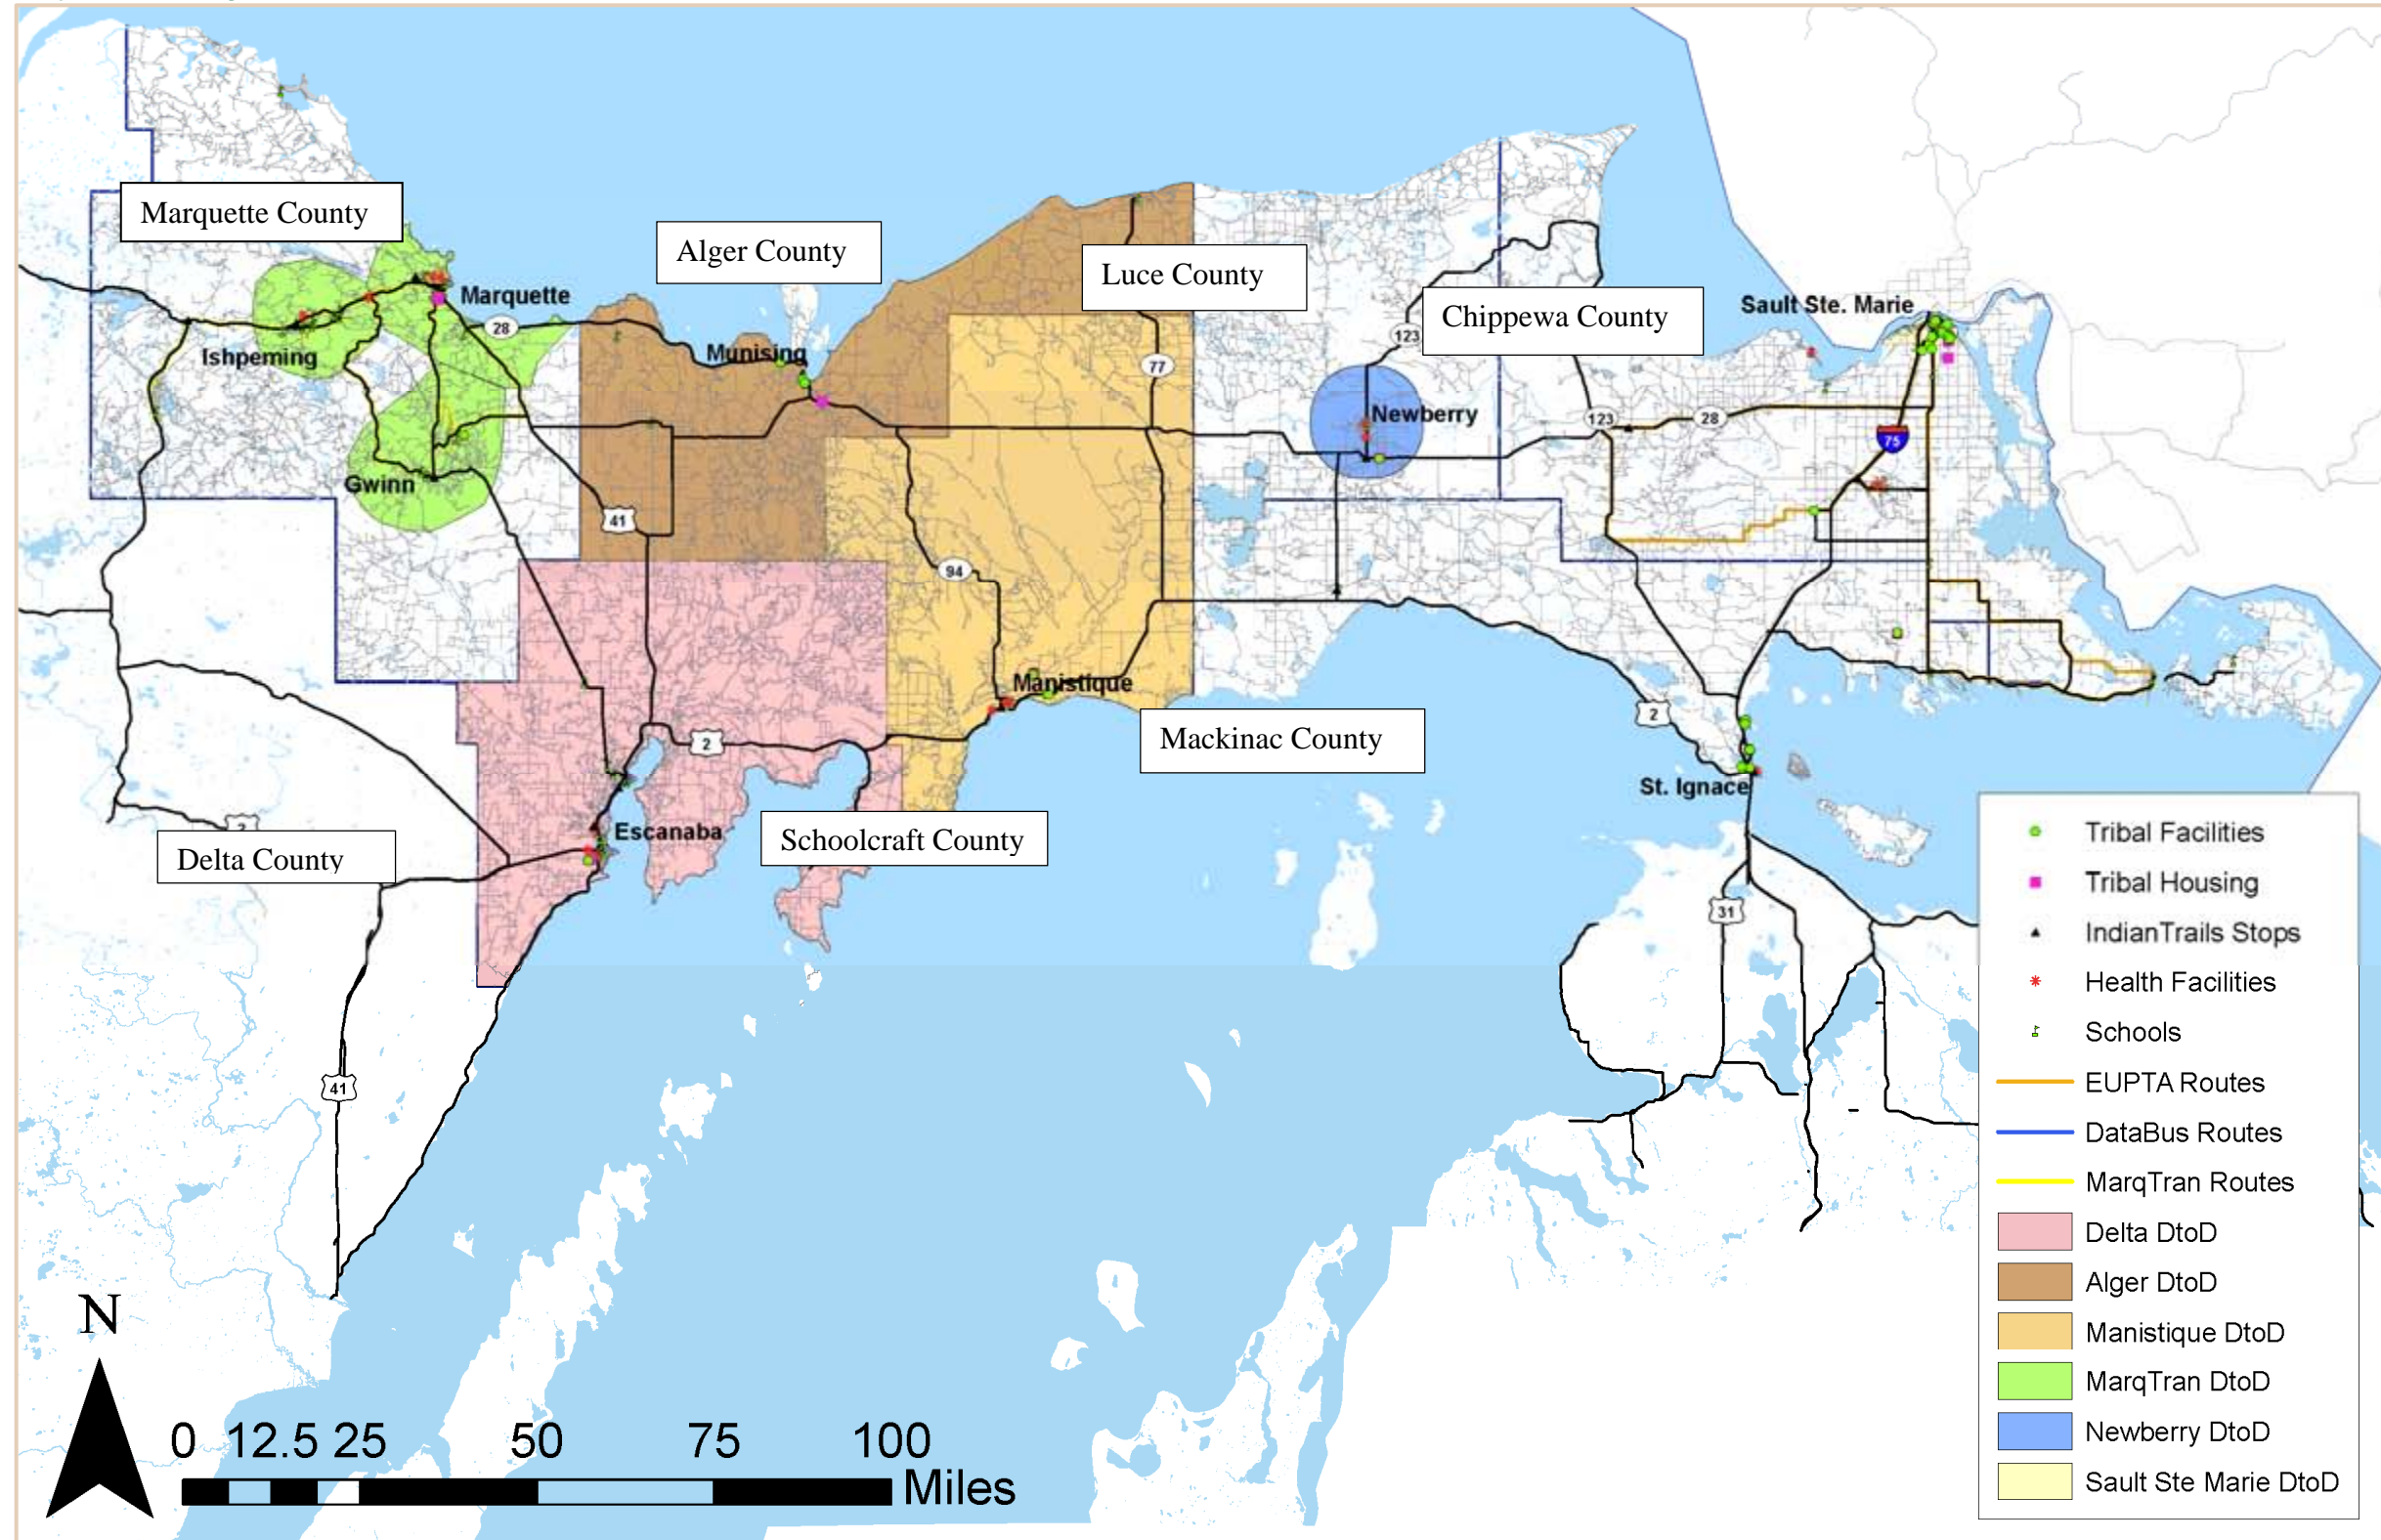 Marquette County
Alger County
Luce County
Chippewa County
Sault Ste. Marie
Marquette
28
Ishpeming
Munising
77
123
Newberry
123
28
75
Gwinn
41
94
Manistique
2
Mackinac County
2
St. Ignace
Escanaba
Schoolcraft County
2
Delta County
31
41
Tribal Facilities
Tribal Housing
IndianTrails Stops
Health Facilities
Schools
EUPTA Routes
DataBus Routes
MarqTran Routes
Delta DtoD
Alger DtoD
Manistique DtoD
MarqTran DtoD
Newberry DtoD
Sault Ste Marie DtoD
N
0 12.5 25 50 75 100
Miles